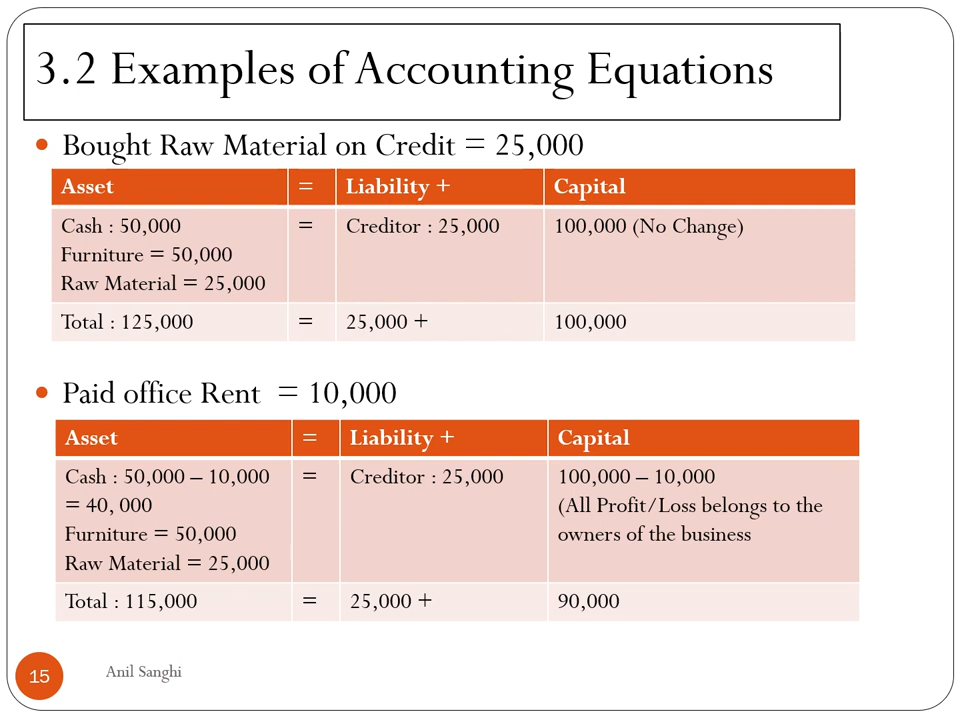 3.2 Examples of Accounting Equations
• Bought Raw Material on Credit = 25,000
Asset = Liability + Capital
Cash : 50,000 = Creditor : 25,000 100,000 (No Change)
Furniture = 50,000
Raw Material = 25,000
Total : 125,000 = 25,000 + 100,000
• Paid office Rent = 10,000
Asset = Liability + Capital
Cash : 50,000 – 10,000 = Creditor : 25,000 100,000 – 10,000
= 40, 000 (All Profit/Loss belongs to the
Furniture = 50,000 owners of the business
Raw Material = 25,000
Total : 115,000 = 25,000 + 90,000
15 Anil Sanghi